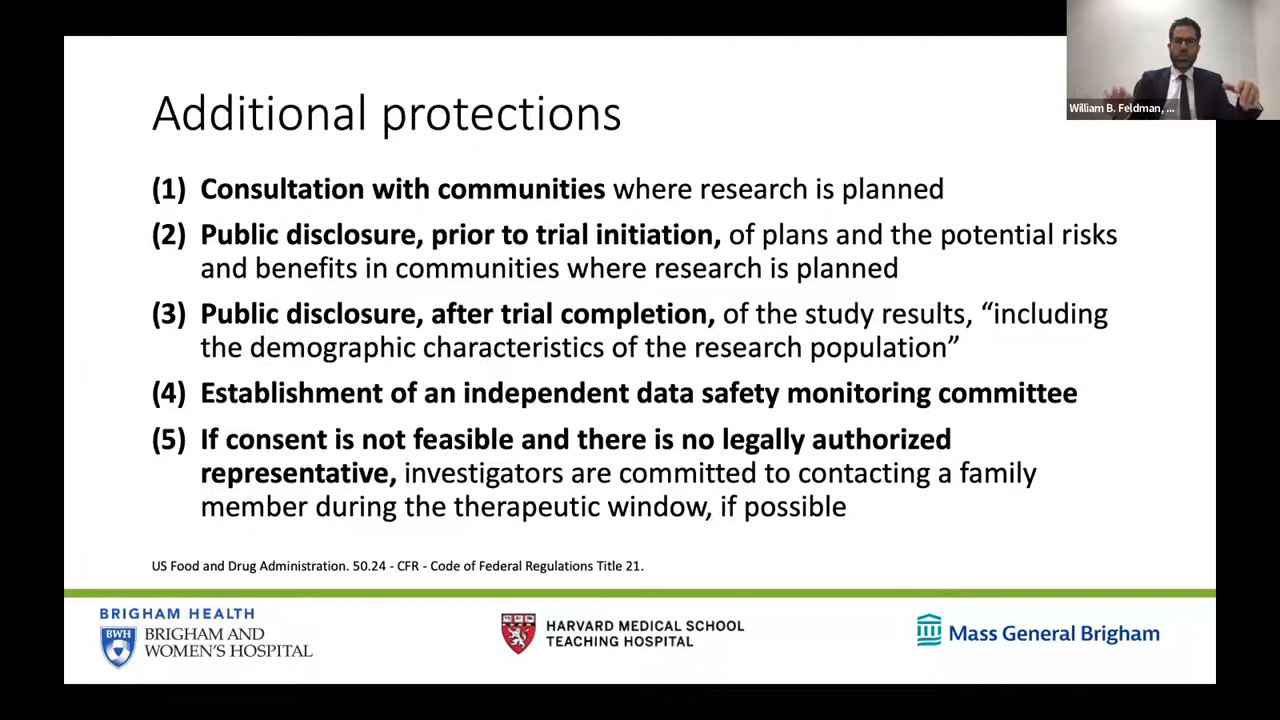 Additional protections
William B. Feldman, ...
(1) Consultation with communities where research is planned
(2) Public disclosure, prior to trial initiation, of plans and the potential risks
and benefits in communities where research is planned
(3) Public disclosure, after trial completion, of the study results, “including
the demographic characteristics of the research population”
(4) Establishment of an independent data safety monitoring committee
(5) If consent is not feasible and there is no legally authorized
representative, investigators are committed to contacting a family
member during the therapeutic window, if possible
US Food and Drug Administration. 50.24 - CFR - Code of Federal Regulations Title 21.
BRIGHAM HEALTH
BWH
BRIGHAM AND
WOMEN'S HOSPITAL
HARVARD MEDICAL SCHOOL
TEACHING HOSPITAL
Mass General Brigham